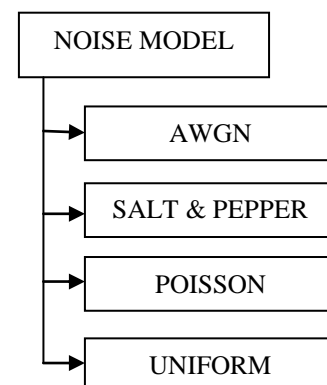 NOISE MODEL
AWGN
SALT & PEPPER
POISSON
UNIFORM